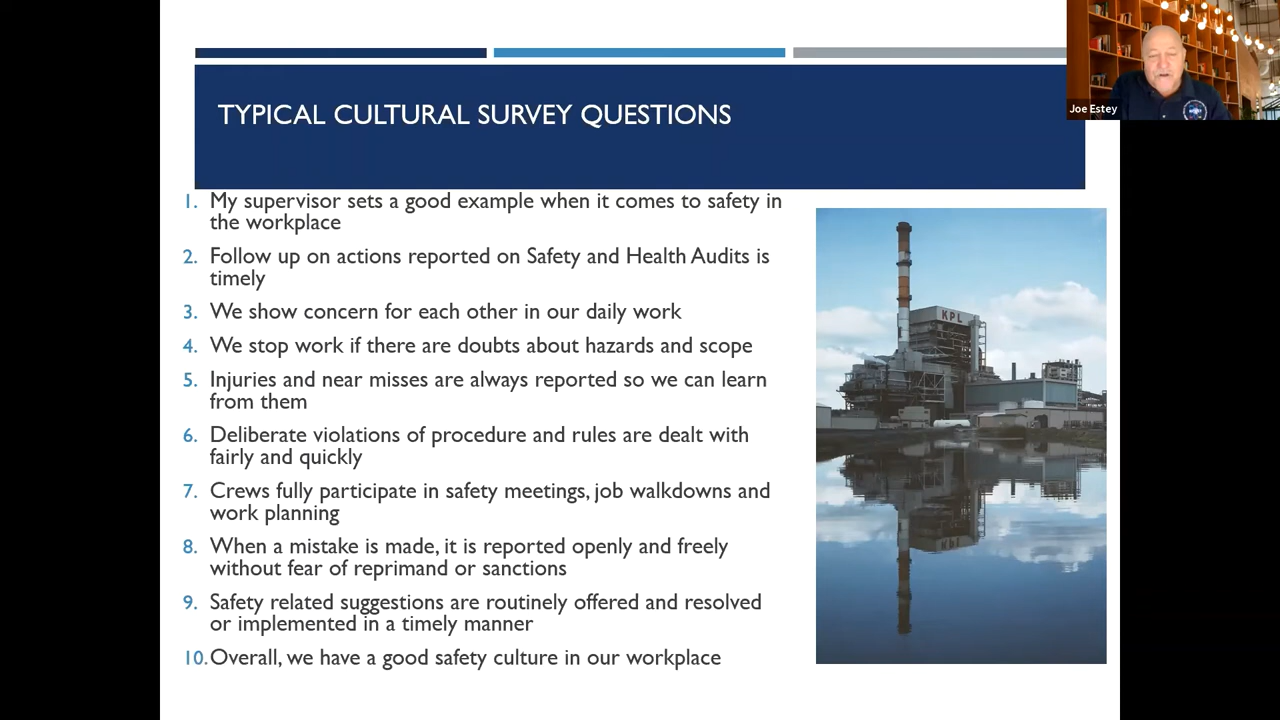 TYPICAL CULTURAL SURVEY QUESTIONS
Joe Estey
1. My supervisor sets a good example when it comes to safety in
the workplace
2. Follow up on actions reported on Safety and Health Audits is
timely
3. We show concern for each other in our daily work
4. We stop work if there are doubts about hazards and scope
5. Injuries and near misses are always reported so we can learn
from them
6. Deliberate violations of procedure and rules are dealt with
fairly and quickly
7. Crews fully participate in safety meetings, job walkdowns and
work planning
8. When a mistake is made, it is reported openly and freely
without fear of reprimand or sanctions
9. Safety related suggestions are routinely offered and resolved
or implemented in a timely manner
10. Overall, we have a good safety culture in our workplace
KPL